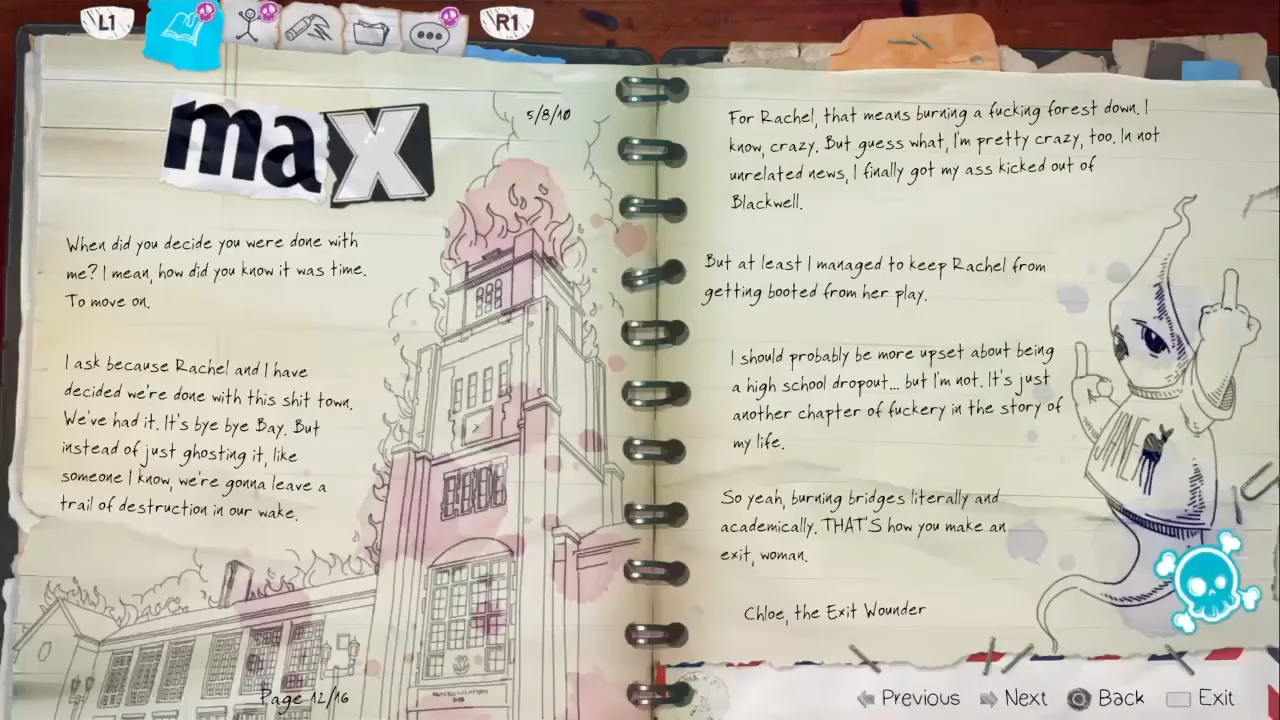 L1
R1
max
5/8/10
When did you decide you were done with
me? I mean, how did you know it was time.
To move on.
I ask because Rachel and I have
decided we're done with this shit town.
We've had it. It's bye bye Bay. But
instead of just ghosting it, like
someone I know, we're gonna leave a
trail of destruction in our wake.
Page 12/16
For Rachel, that means burning a fucking forest down. I
know, crazy. But guess what, I'm pretty crazy, too. In not
unrelated news, I finally got my ass kicked out of
Blackwell.
But at least I managed to keep Rachel from
getting booted from her play.
I should probably be more upset about being
a high school dropout... but I'm not. It's just
another chapter of fuckery in the story of
my life.
So yeah, burning bridges literally and
academically. THAT'S how you make an
exit, woman.
Chloe, the Exit Wounder
Previous
Next
Back
Exit